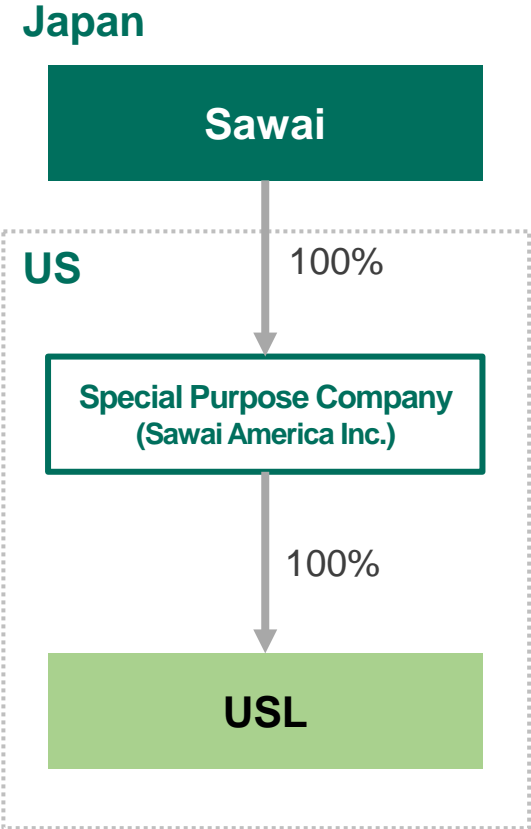 Japan
Sawai
US
100%
Special Purpose Company
(Sawai America Inc.)
100%
USL